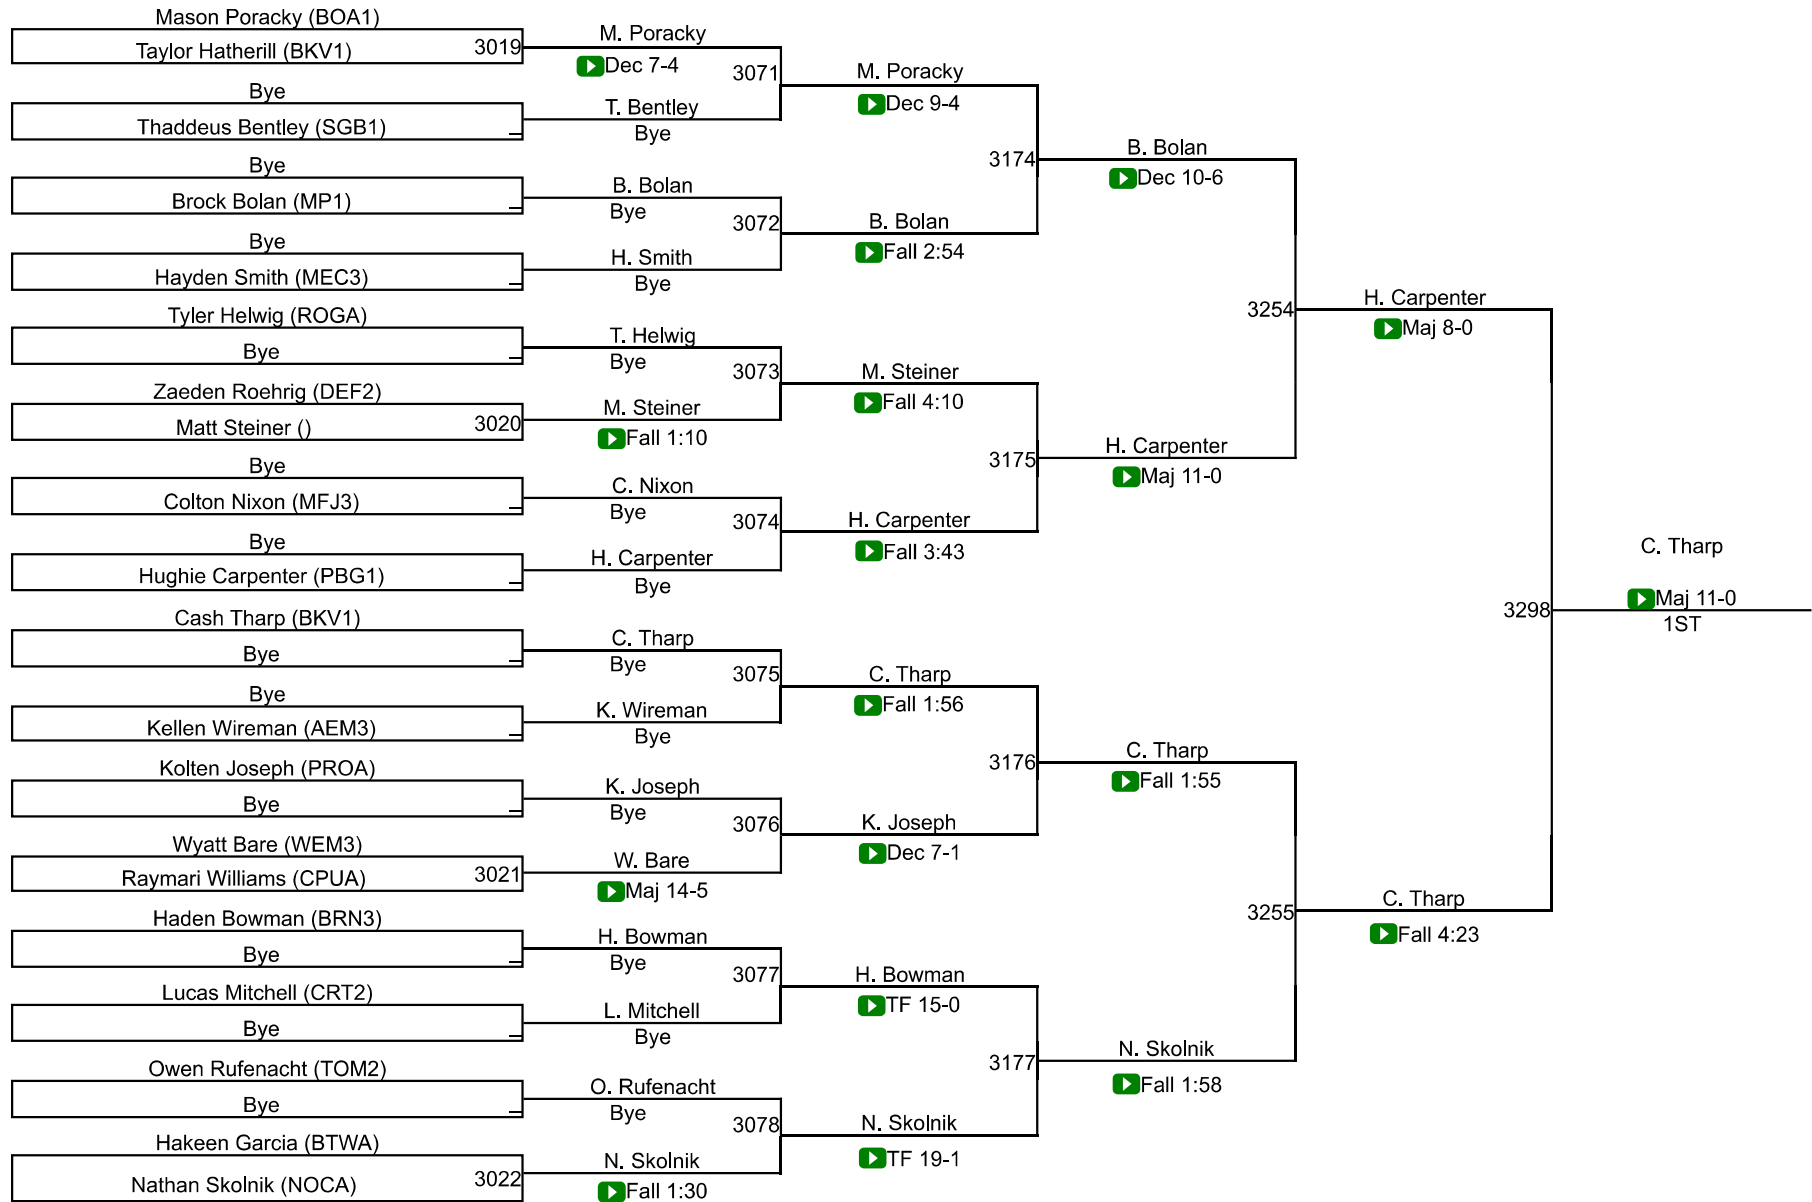 Mason Poracky (BOA1)
Taylor Hatherill (BKV1) 3019
Bye
Thaddeus Bentley (SGB1)
Bye
Brock Bolan (MP1)
Bye
Hayden Smith (MEC3)
Tyler Helwig (ROGA)
Bye
Zaeden Roehrig (DEF2)
Matt Steiner () 3020
Bye
Colton Nixon (MFJ3)
Bye
Hughie Carpenter (PBG1)
Cash Tharp (BKV1)
Bye
Bye
Kellen Wireman (AEM3)
Kolten Joseph (PROA)
Bye
Wyatt Bare (WEM3)
Raymari Williams (CPUA) 3021
Haden Bowman (BRN3)
Bye
Lucas Mitchell (CRT2)
Bye
Owen Rufenacht (TOM2)
Bye
Hakeen Garcia (BTWA)
Nathan Skolnik (NOCA) 3022
M. Poracky
Dec 7-4
3071
T. Bentley
Bye
B. Bolan
Bye
3072
H. Smith
Bye
T. Helwig
Bye
3073
M. Steiner
Fall 1:10
C. Nixon
Bye
3074
H. Carpenter
Bye
C. Tharp
Bye
3075
K. Wireman
Bye
K. Joseph
Bye
3076
W. Bare
Maj 14-5
H. Bowman
Bye
3077
L. Mitchell
Bye
O. Rufenacht
Bye
3078
N. Skolnik
Fall 1:30
M. Poracky
Dec 9-4
3174
B. Bolan
Fall 2:54
M. Steiner
Fall 4:10
3175
H. Carpenter
Fall 3:43
C. Tharp
Fall 1:56
3176
K. Joseph
Dec 7-1
H. Bowman
TF 15-0
3177
N. Skolnik
TF 19-1
B. Bolan
Dec 10-6
3254
H. Carpenter
Maj 11-0
C. Tharp
Fall 1:55
3255
N. Skolnik
Fall 1:58
H. Carpenter
Maj 8-0
3298
C. Tharp
Fall 4:23
C. Tharp
Maj 11-0
1ST